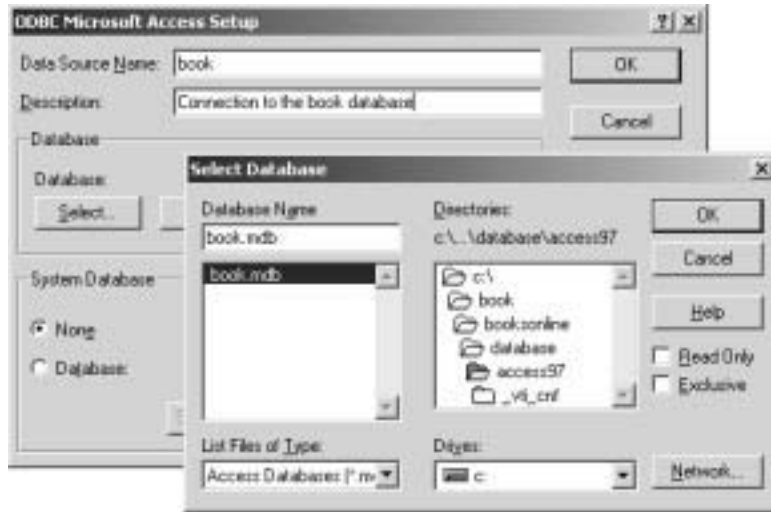 ODBC Microsoft Access Setup
Data Source Name: book
OK
Description: Connection to the book database
Cancel
Database
Database:
Select...
System Database
None
Database:
Select Database
Database Name
book.mdb
book.mdb
List Files of Type:
Access Databases (*.m
Directories:
c:\...\database\access97
c:\
book
booksonline
database
access97
_vti_cnf
Drives:
c:
OK
Cancel
Help
Read Only
Exclusive
Network...